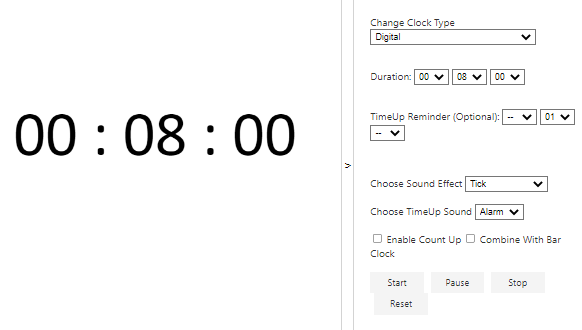 00 : 08 : 00
>
Change Clock Type
Digital
Duration: 00 08 00
TimeUp Reminder (Optional): -- 01
--
Choose Sound Effect Tick
Choose TimeUp Sound Alarm
Enable Count Up Combine With Bar
Clock
Start Pause Stop
Reset